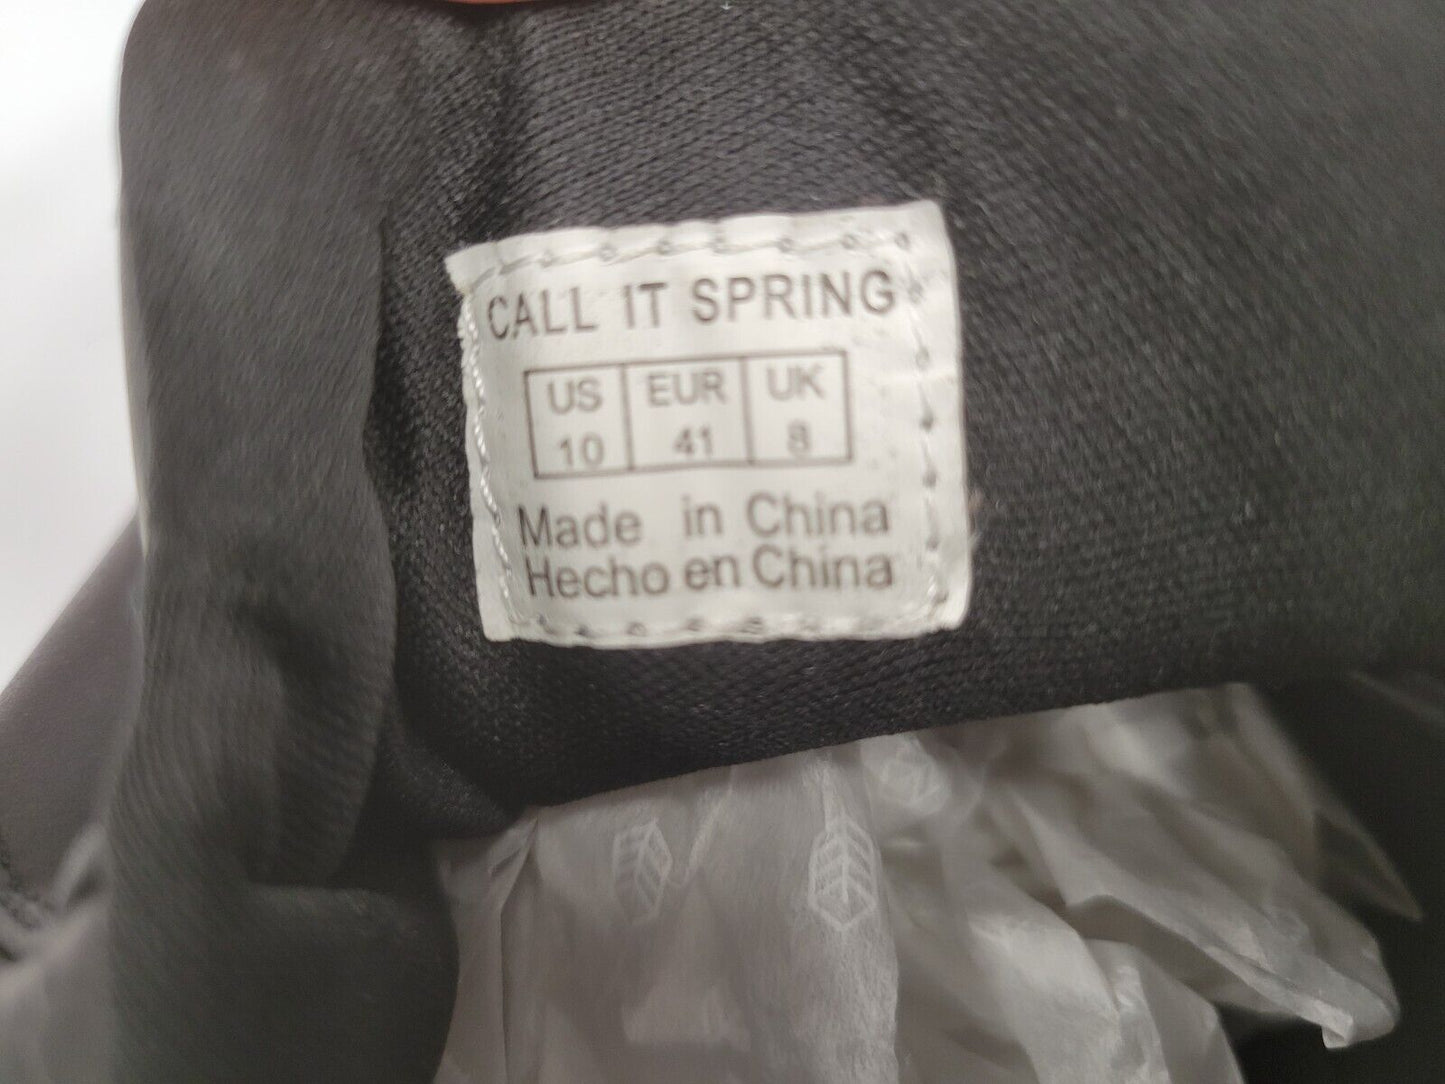 CALL IT SPRING
US EUR UK
10 41 8
Made in China
Hecho en China